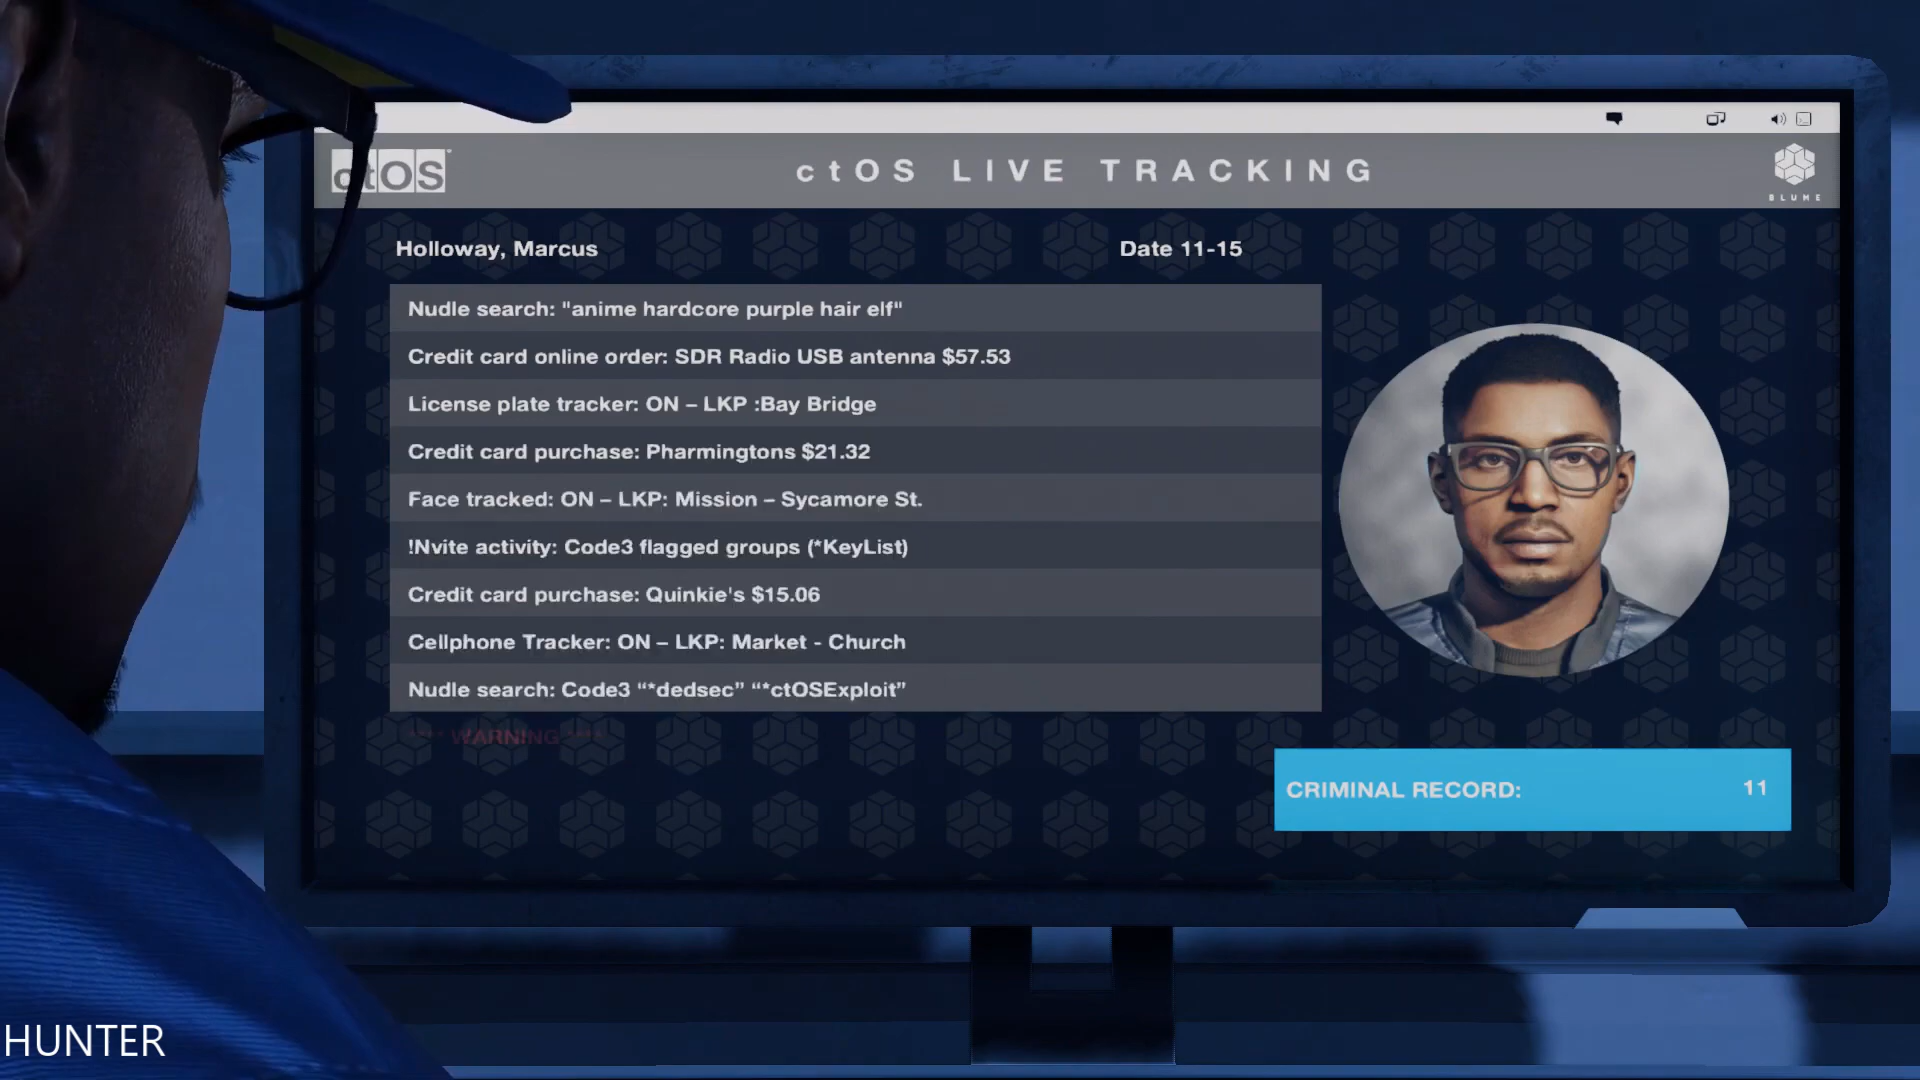 ctOS
ctOS LIVE TRACKING
BLUME
Holloway, Marcus
Date 11-15
Nudle search: "anime hardcore purple hair elf"
Credit card online order: SDR Radio USB antenna $57.53
License plate tracker: ON – LKP :Bay Bridge
Credit card purchase: Pharmingtons $21.32
Face tracked: ON – LKP: Mission – Sycamore St.
!Nvite activity: Code3 flagged groups (*KeyList)
Credit card purchase: Quinkie's $15.06
Cellphone Tracker: ON – LKP: Market - Church
Nudle search: Code3 “*dedsec” “*ctOSExploit”
**** WARNING ****
CRIMINAL RECORD: 11
HUNTER